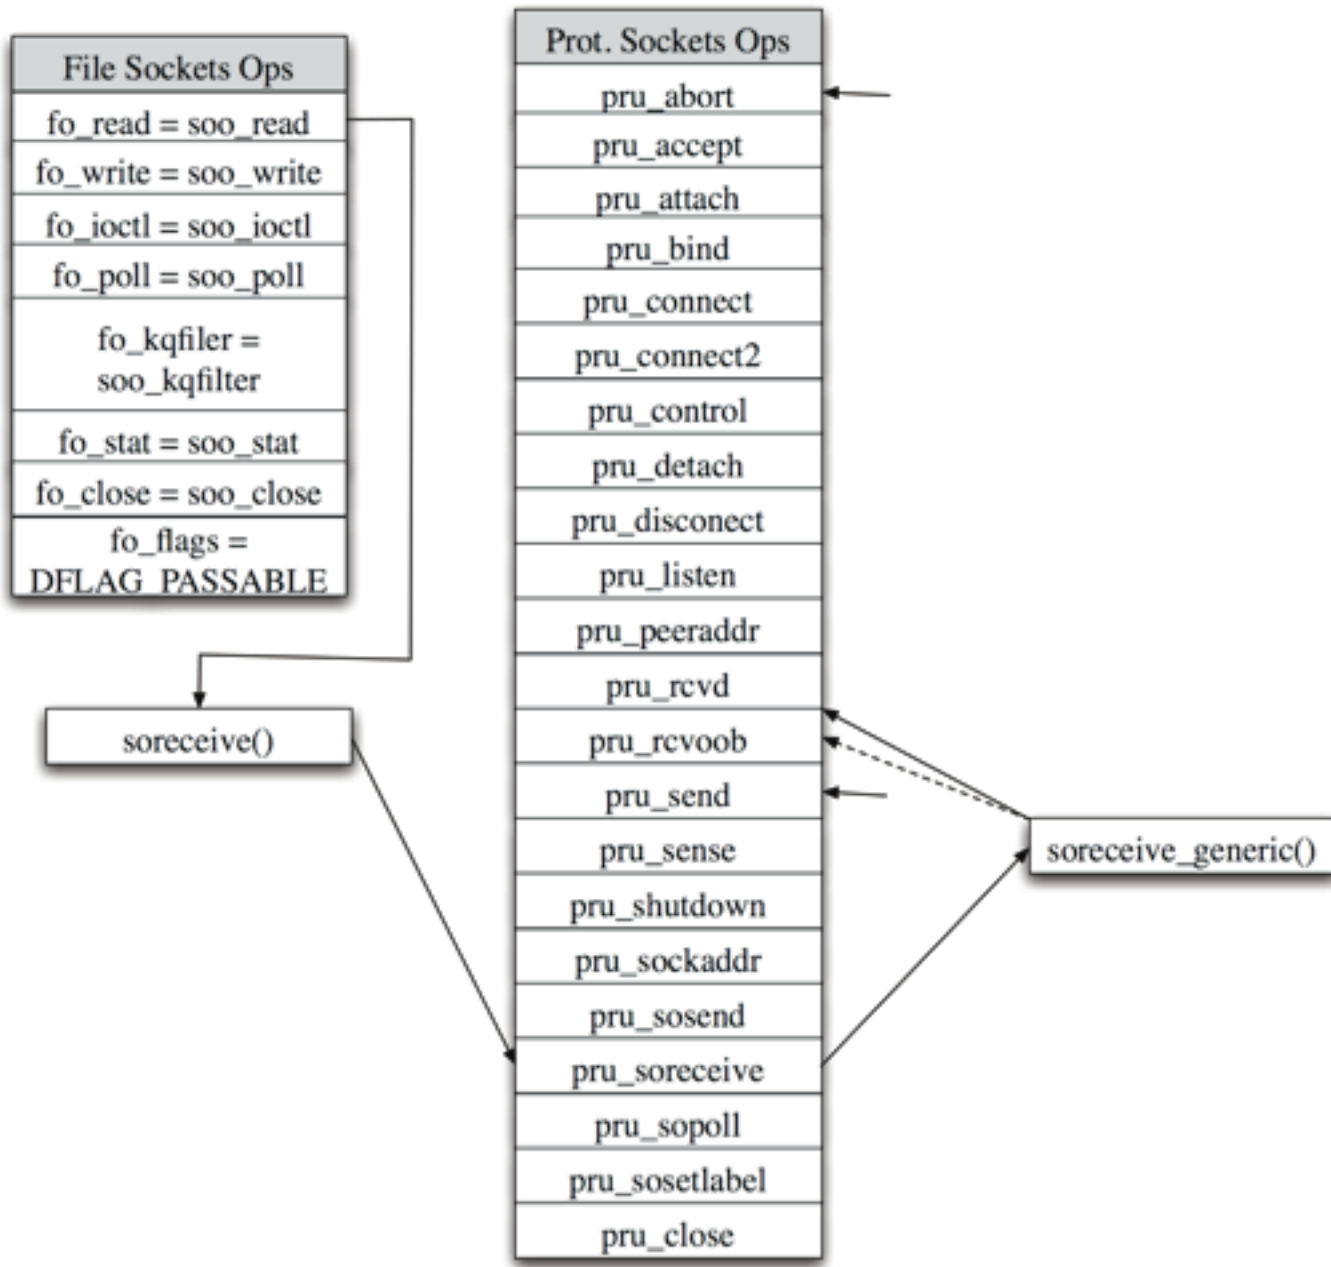 File Sockets Ops
fo_read = soo_read
fo_write = soo_write
fo_ioctl = soo_ioctl
fo_poll = soo_poll
fo_kqfiler =
soo_kqfilter
fo_stat = soo_stat
fo_close = soo_close
fo_flags =
DFLAG_PASSABLE
soreceive()
Prot. Sockets Ops
pru_abort
pru_accept
pru_attach
pru_bind
pru_connect
pru_connect2
pru_control
pru_detach
pru_disconect
pru_listen
pru_peeraddr
pru_rcvd
pru_rcvoob
pru_send
pru_sense
pru_shutdown
pru_sockaddr
pru_sosend
pru_soreceive
pru_sopoll
pru_sosetlabel
pru_close
soreceive_generic()